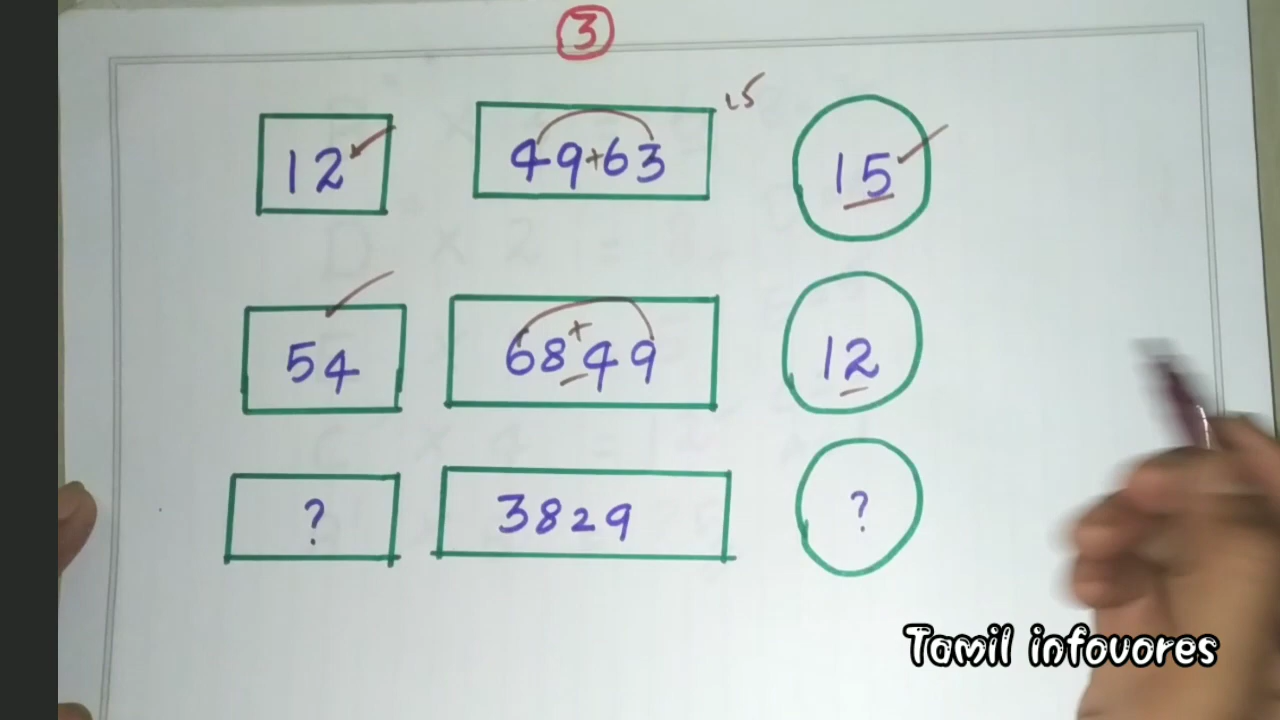 3
12 49+63 15 15
54 68+49 12
? 3829 ?
Tamil infovores